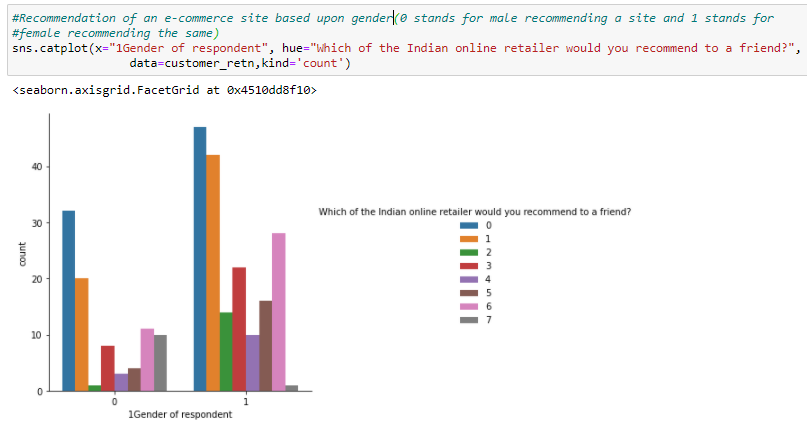 #Recommendation of an e-commerce site based upon gender(0 stands for male recommending a site and 1 stands for
#female recommending the same)
sns.catplot(x="1Gender of respondent", hue="Which of the Indian online retailer would you recommend to a friend?",
data=customer_retn,kind='count')
<seaborn.axisgrid.FacetGrid at 0x4510dd8f10>
40
30
20
10
0
count
0 1
1Gender of respondent
Which of the Indian online retailer would you recommend to a friend?
0
1
2
3
4
5
6
7